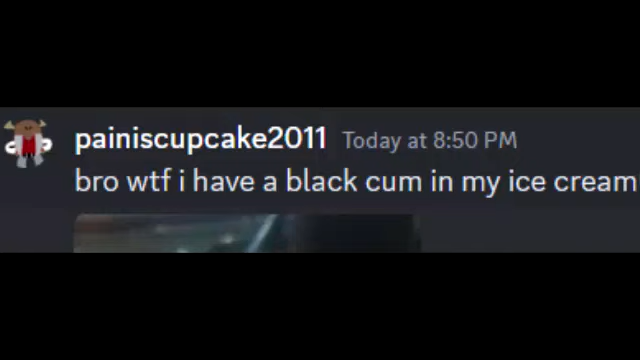 painiscupcake2011 Today at 8:50 PM
bro wtf i have a black cum in my ice cream